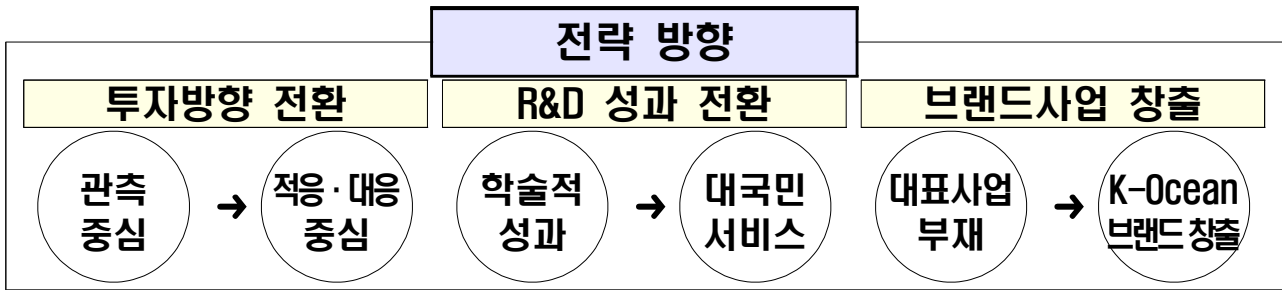 전략 방향
투자방향 전환
관측
중심
➜
적응·대응
중심
R&D 성과 전환
학술적
성과
➜
대국민
서비스
브랜드사업 창출
대표사업
부재
➜
K-Ocean
브랜드 창출